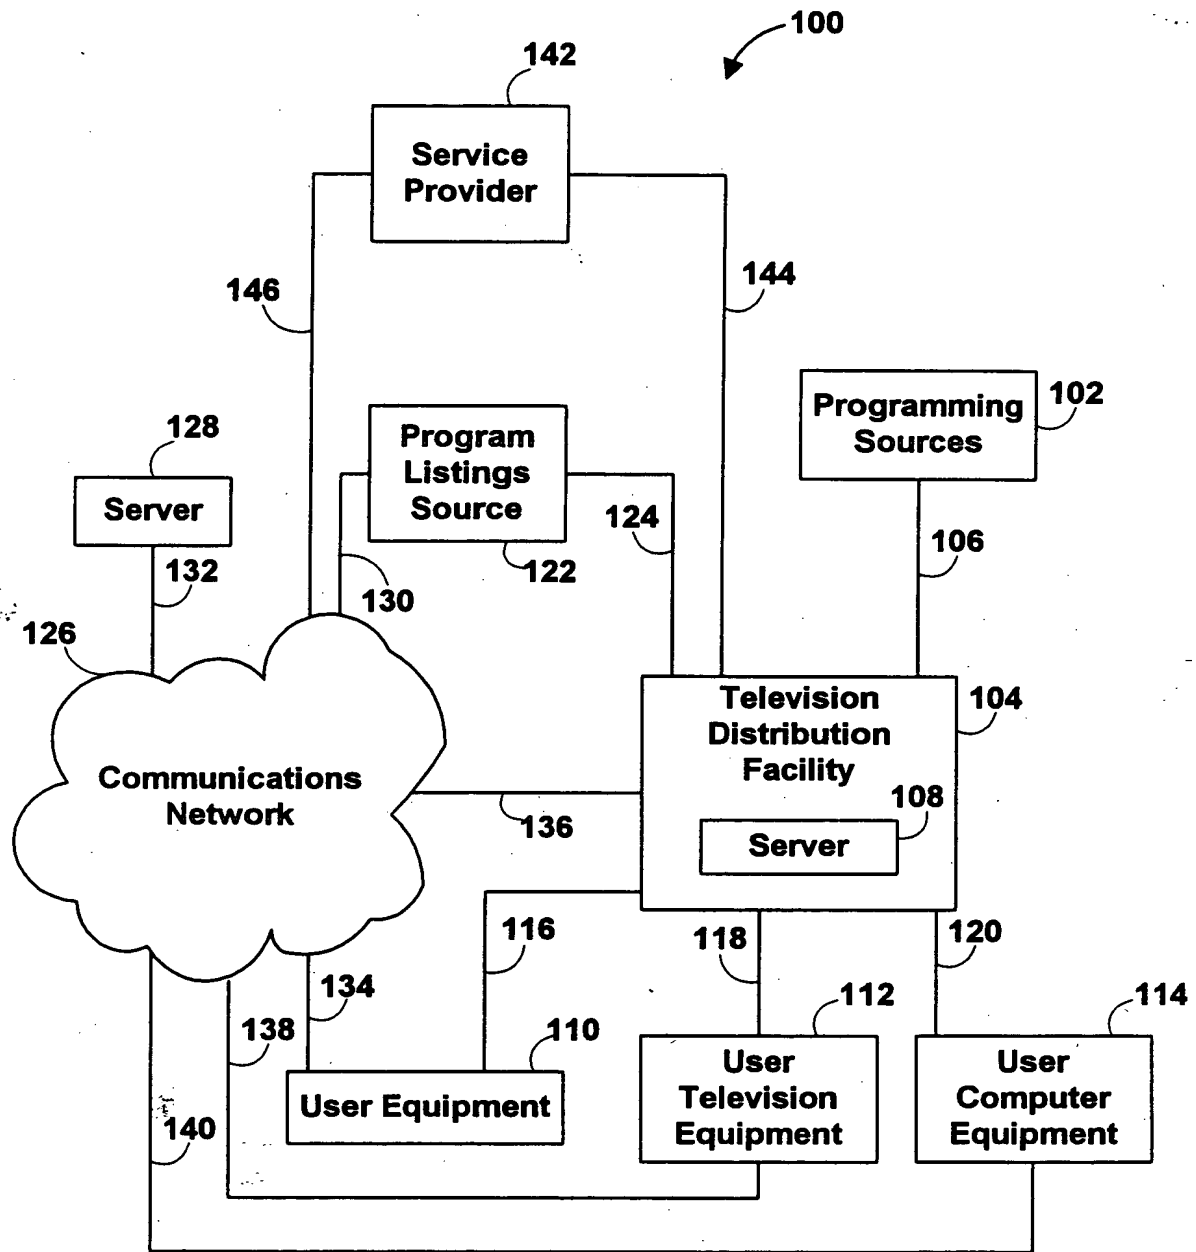 100
142
Service
Provider
146
144
Programming
Sources
102
128
Server
Program
Listings
Source
124
106
132
122
130
126
Television
Distribution
Facility
104
Communications
Network
136
108
Server
116
118
120
134
112
114
138
110
User Equipment
User
Television
Equipment
User
Computer
Equipment
140